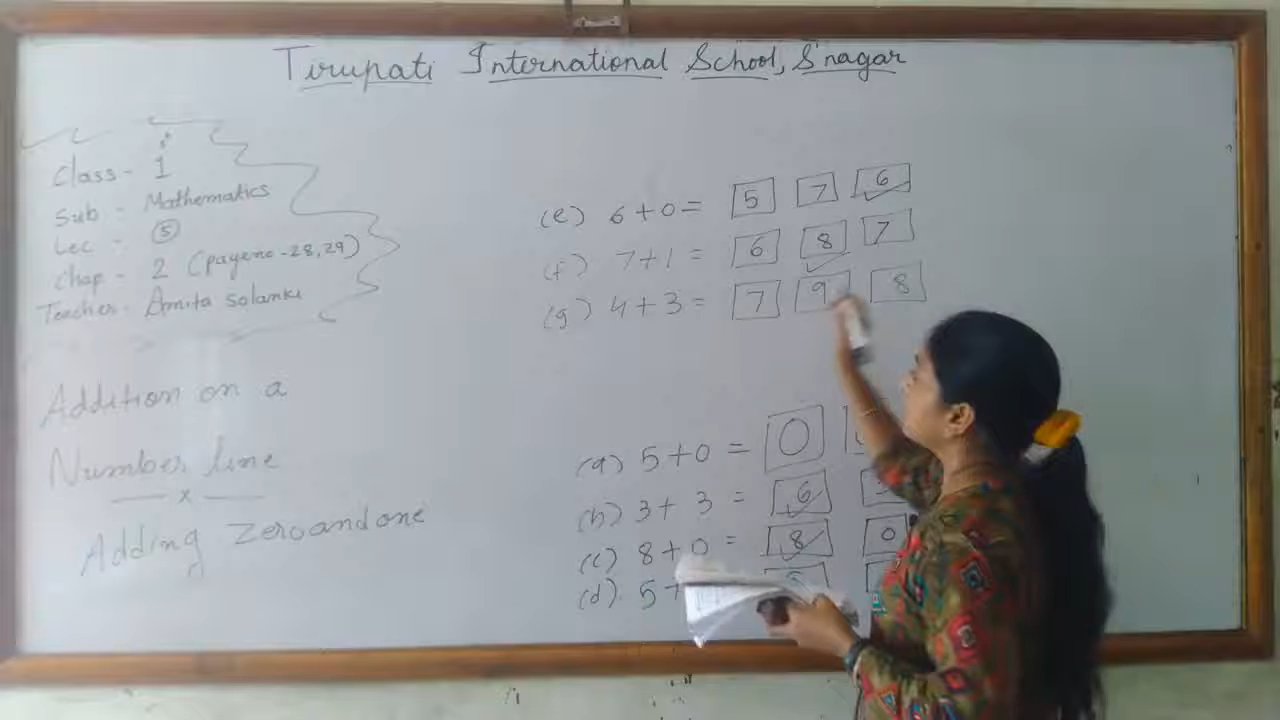 Tirupati International School, S'nagar
Class - 1
Sub - Mathematics
Lec - 5
Chap - 2 (page no - 28, 29)
Teacher - Amita Solanki
Addition on a
Number line
x
Adding Zero and one
(e) 6 + 0 = 5 7 6
(f) 7 + 1 = 6 8 7
(g) 4 + 3 = 7 9 8
(a) 5 + 0 = 0
(b) 3 + 3 = 6
(c) 8 + 0 = 8 0
(d) 5 +